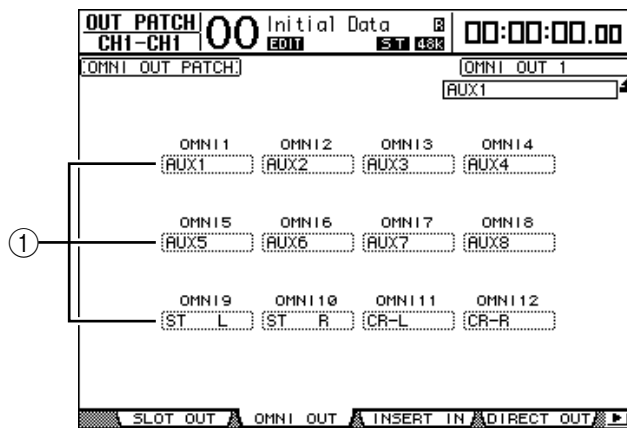 OUT PATCH 00 Initial Data R 00:00:00.00
CH1-CH1 EDIT ST 48k
OMNI OUT PATCH OMNI OUT 1
AUX1
OMNI1 OMNI2 OMNI3 OMNI4
AUX1 AUX2 AUX3 AUX4
OMNI5 OMNI6 OMNI7 OMNI8
① AUX5 AUX6 AUX7 AUX8
OMNI9 OMNI10 OMNI11 OMNI12
ST L ST R CR-L CR-R
SLOT OUT OMNI OUT INSERT IN DIRECT OUT